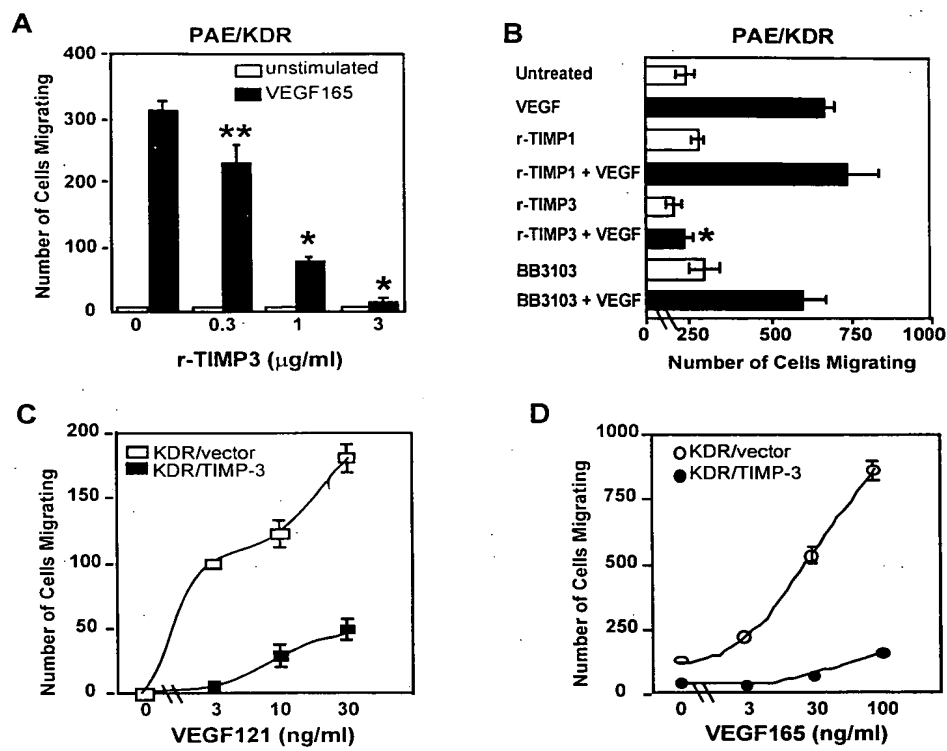 A
PAE/KDR
Number of Cells Migrating
400
300
200
100
0
unstimulated
VEGF165
**
*
*
0
0.3
1
3
r-TIMP3 (μg/ml)
B
PAE/KDR
Untreated
VEGF
r-TIMP1
r-TIMP1 + VEGF
r-TIMP3
r-TIMP3 + VEGF
*
BB3103
BB3103 + VEGF
0
250
500
750
1000
Number of Cells Migrating
C
Number of Cells Migrating
200
150
100
50
0
KDR/vector
KDR/TIMP-3
0
3
10
30
VEGF121 (ng/ml)
D
Number of Cells Migrating
1000
750
500
250
0
KDR/vector
KDR/TIMP-3
0
3
30
100
VEGF165 (ng/ml)